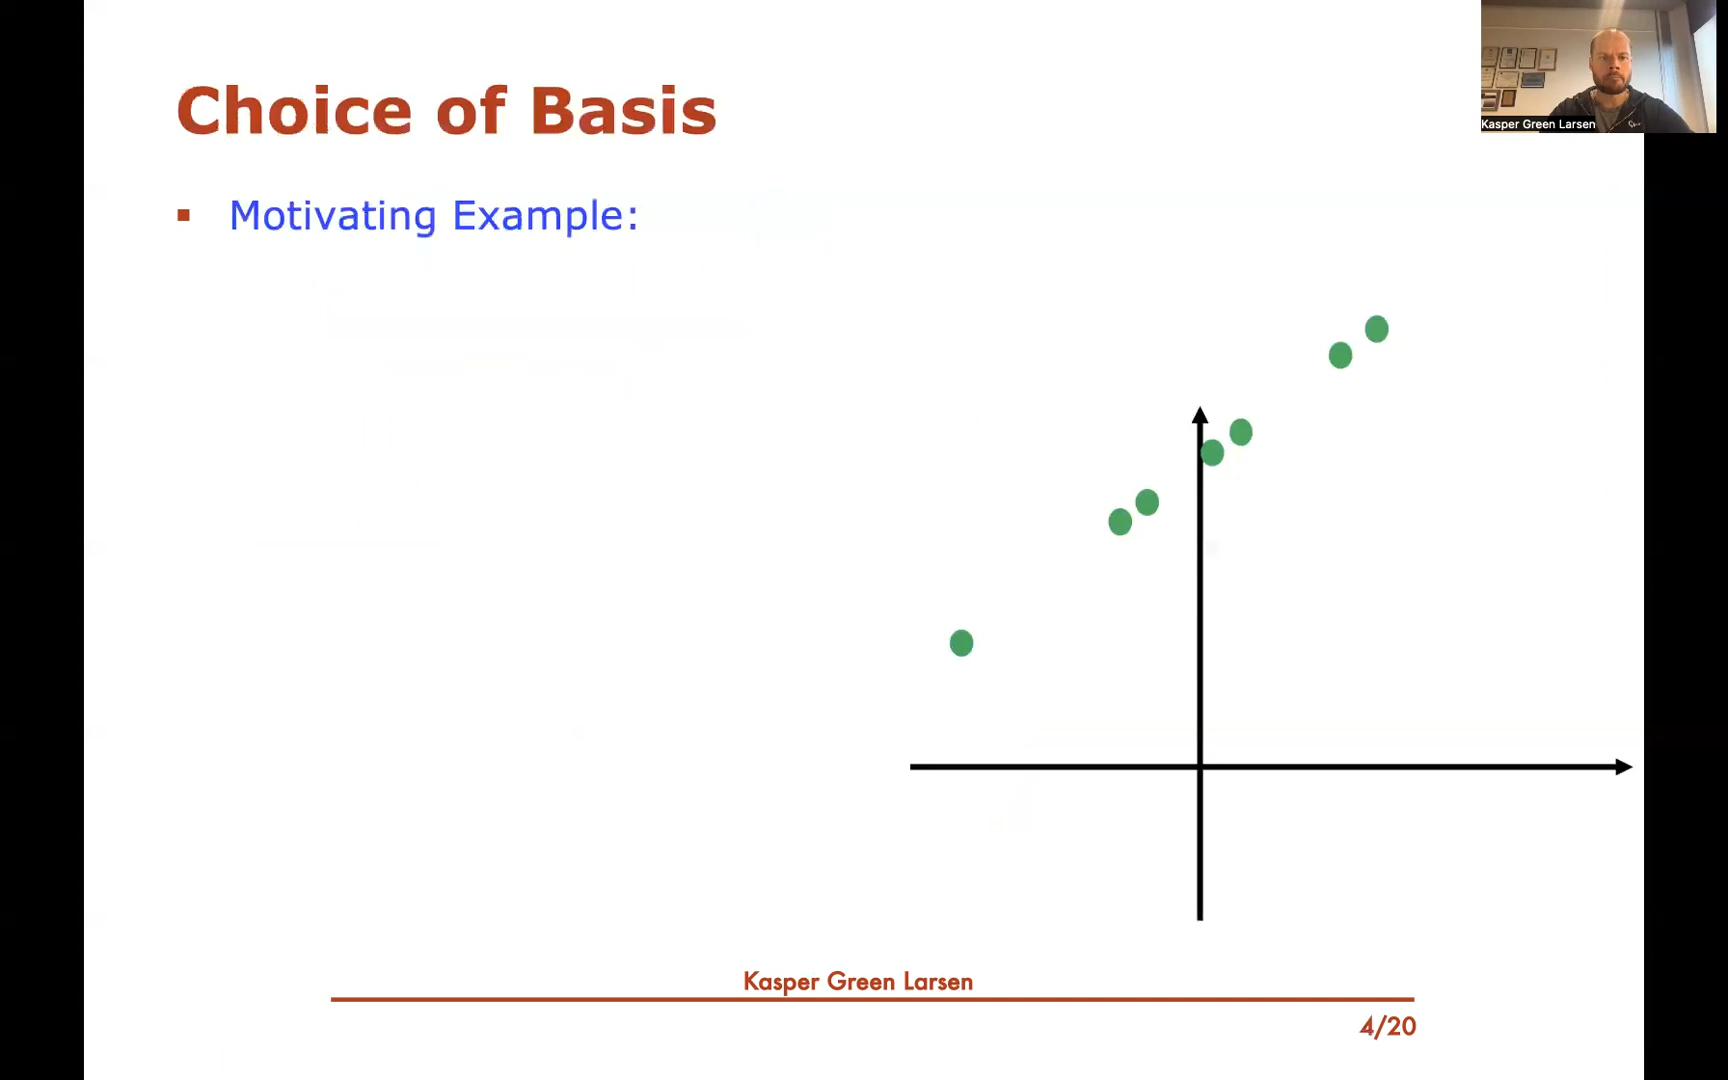 Choice of Basis
Kasper Green Larsen
▪ Motivating Example:
Kasper Green Larsen
4/20